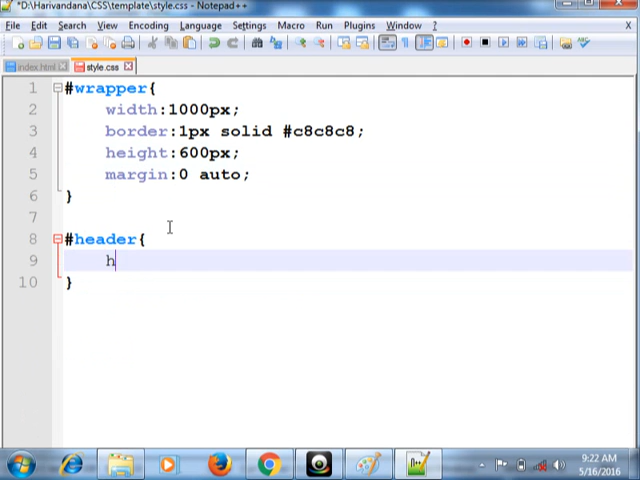 *D:\Harivandana\CSS\template\style.css - Notepad++
File Edit Search View Encoding Language Settings Macro Run Plugins Window ? X
index.html style.css
1 #wrapper{
2 width:1000px;
3 border:1px solid #c8c8c8;
4 height:600px;
5 margin:0 auto;
6 }
7
8 #header{
9 h
10 }
9:22 AM
5/16/2016